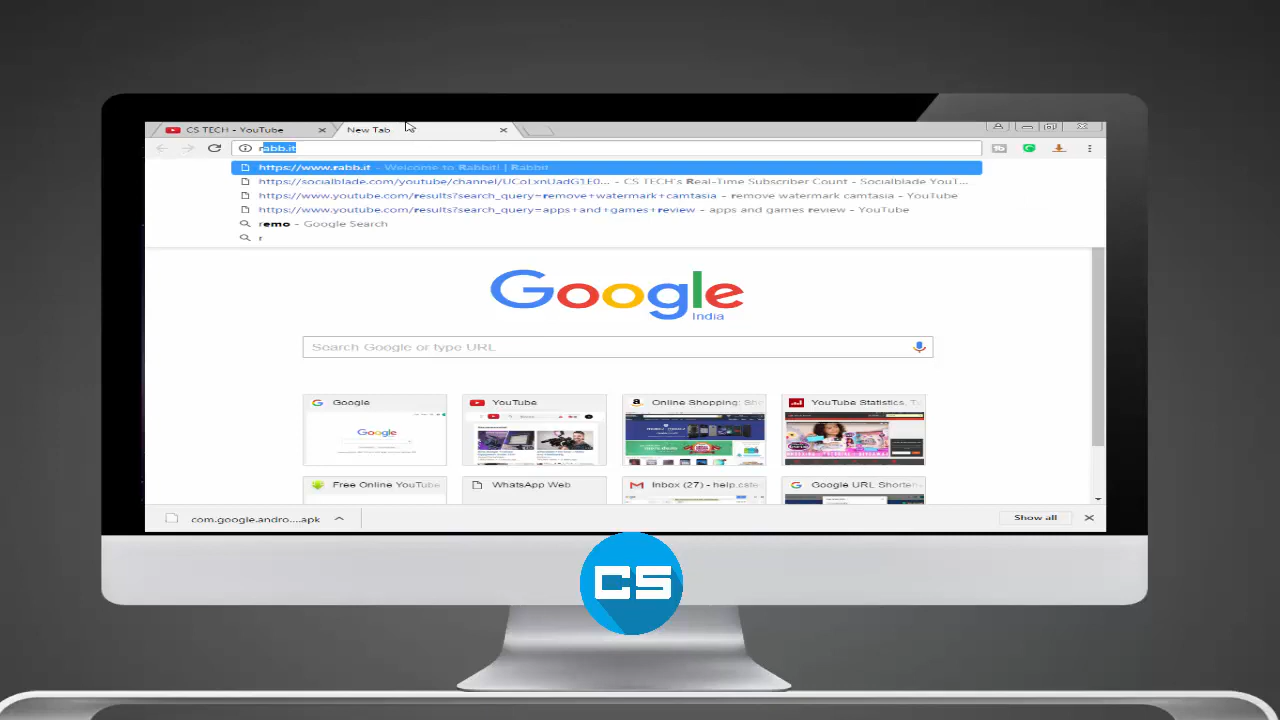 CS TECH - YouTube
New Tab
rabb.it
https://www.rabb.it - Welcome to Rabbit! | Rabbit
https://socialblade.com/youtube/channel/UCoLxnUadG1E0... - CS TECH's Real-Time Subscriber Count - Socialblade YouT...
https://www.youtube.com/results?search_query=remove+watermark+camtasia - remove watermark camtasia - YouTube
https://www.youtube.com/results?search_query=apps+and+games+review - apps and games review - YouTube
remo - Google Search
r
Google
India
Search Google or type URL
Google
YouTube
Online Shopping: Sh
YouTube Statistics, T
Free Online YouTube
WhatsApp Web
Inbox (27) - help.cste
Google URL Shorten
com.google.andro....apk
Show all
CS